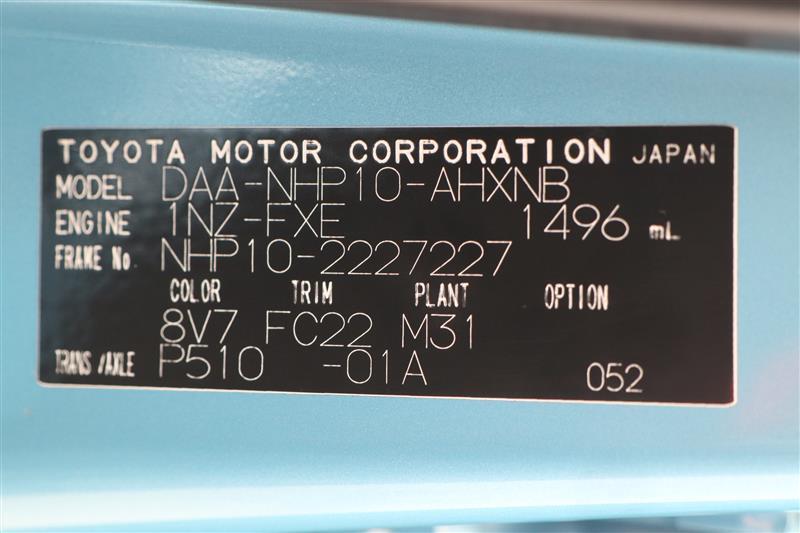 TOYOTA MOTOR CORPORATION JAPAN
MODEL DAA-NHP10-AHXNB
ENGINE 1NZ-FXE 1496 mL
FRAME No. NHP10-2227227
COLOR TRIM PLANT OPTION
8V7 FC22 M31
TRANS/AXLE P510 -01A 052